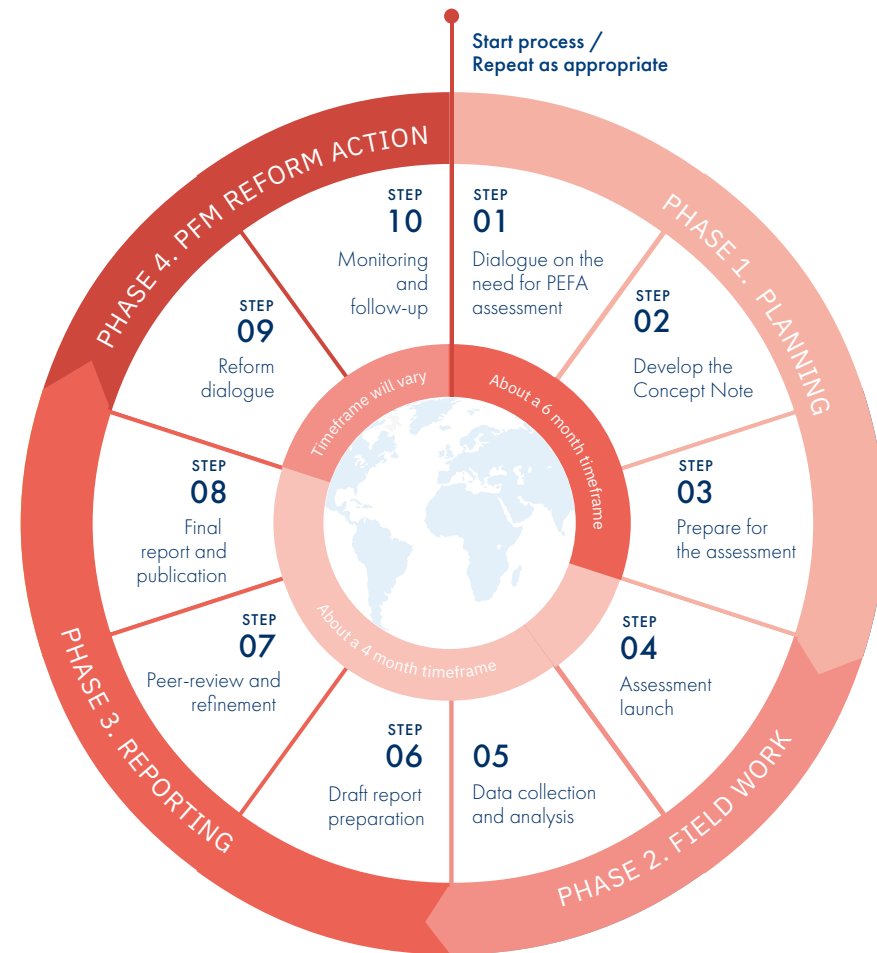 Start process /
Repeat as appropriate
PHASE 1. PLANNING
STEP
01
Dialogue on the
need for PEFA
assessment
STEP
02
Develop the
Concept Note
STEP
03
Prepare for
the assessment
About a 6 month timeframe
PHASE 2. FIELD WORK
STEP
04
Assessment
launch
05
Data collection
and analysis
About a 4 month timeframe
PHASE 3. REPORTING
STEP
06
Draft report
preparation
STEP
07
Peer-review and
refinement
STEP
08
Final
report and
publication
PHASE 4. PFM REFORM ACTION
STEP
09
Reform
dialogue
STEP
10
Monitoring
and
follow-up
Timeframe will vary